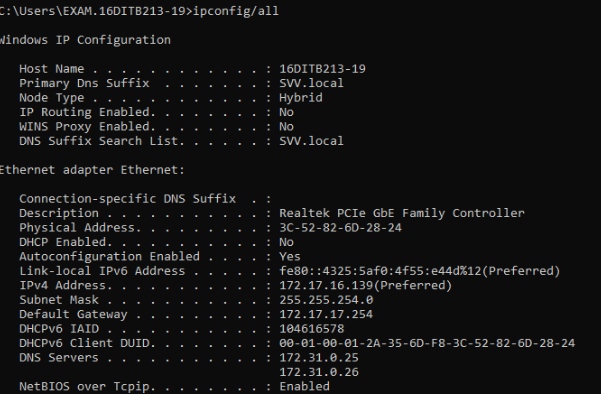 C:\Users\EXAM.16DITB213-19>ipconfig/all
Windows IP Configuration
Host Name . . . . . . . . . . . . : 16DITB213-19
Primary Dns Suffix . . . . . . . : SVV.local
Node Type . . . . . . . . . . . . : Hybrid
IP Routing Enabled. . . . . . . . : No
WINS Proxy Enabled. . . . . . . . : No
DNS Suffix Search List. . . . . . : SVV.local
Ethernet adapter Ethernet:
Connection-specific DNS Suffix . :
Description . . . . . . . . . . . : Realtek PCIe GbE Family Controller
Physical Address. . . . . . . . . : 3C-52-82-6D-28-24
DHCP Enabled. . . . . . . . . . . : No
Autoconfiguration Enabled . . . . : Yes
Link-local IPv6 Address . . . . . : fe80::4325:5af0:4f55:e44d%12(Preferred)
IPv4 Address. . . . . . . . . . . : 172.17.16.139(Preferred)
Subnet Mask . . . . . . . . . . . : 255.255.254.0
Default Gateway . . . . . . . . . : 172.17.17.254
DHCPv6 IAID . . . . . . . . . . . : 104616578
DHCPv6 Client DUID. . . . . . . . : 00-01-00-01-2A-35-6D-F8-3C-52-82-6D-28-24
DNS Servers . . . . . . . . . . . : 172.31.0.25
172.31.0.26
NetBIOS over Tcpip. . . . . . . . : Enabled